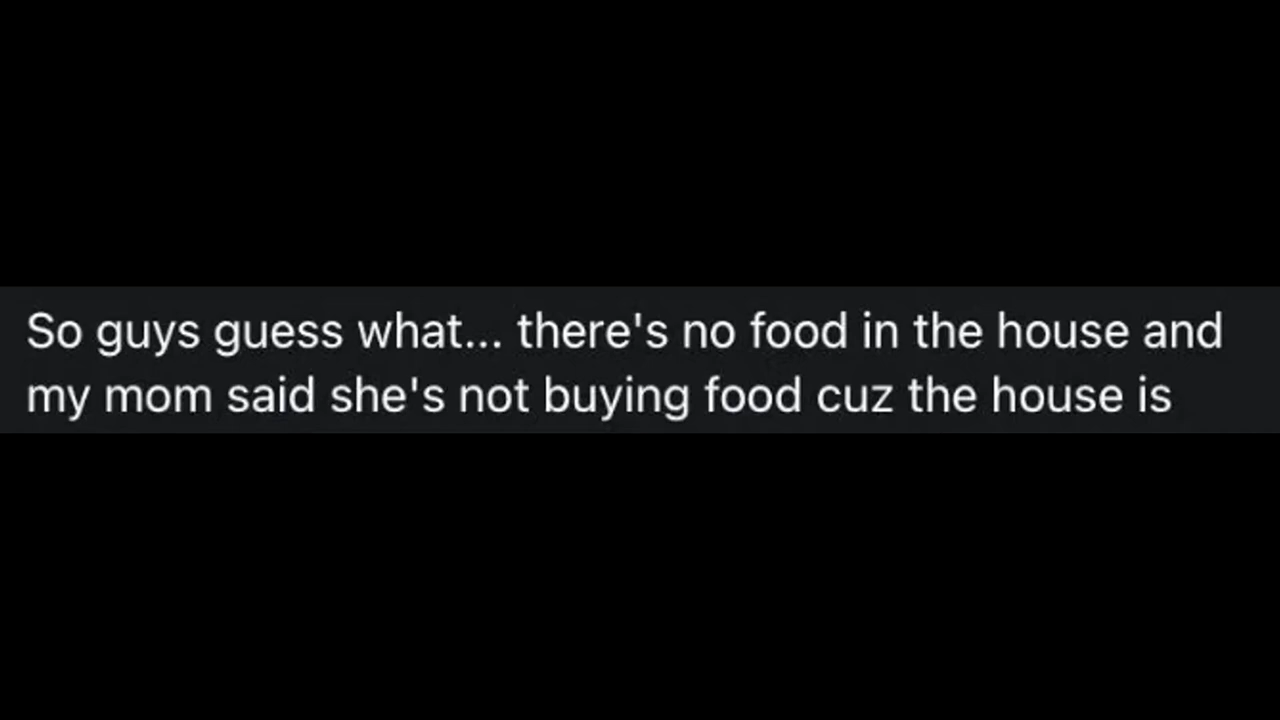 So guys guess what... there's no food in the house and
my mom said she's not buying food cuz the house is